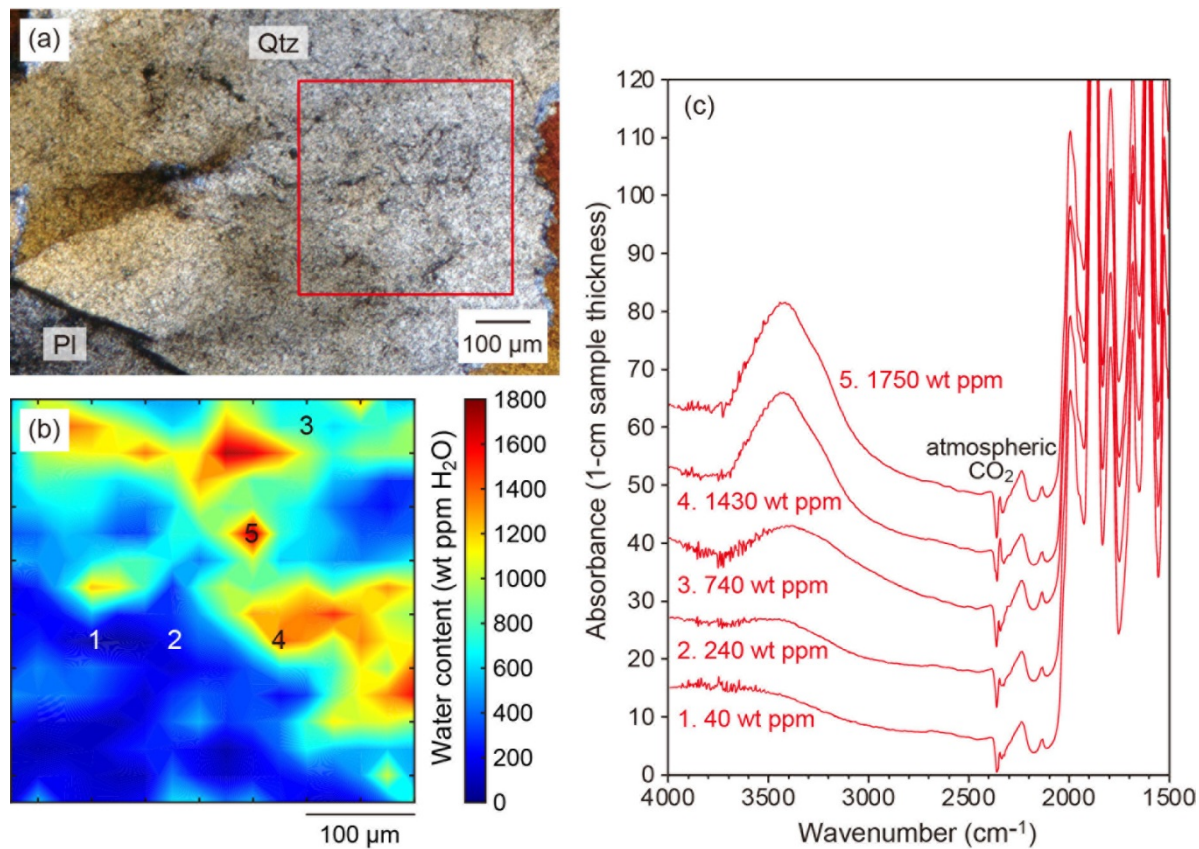 (a)
Qtz
Pl
100 µm
(b)
3
5
1
2
4
100 µm
1800
1600
1400
1200
1000
800
600
400
200
0
Water content (wt ppm H₂O)
(c)
120
110
100
90
80
70
60
50
40
30
20
10
0
Absorbance (1-cm sample thickness)
5. 1750 wt ppm
atmospheric
CO₂
4. 1430 wt ppm
3. 740 wt ppm
2. 240 wt ppm
1. 40 wt ppm
4000 3500 3000 2500 2000 1500
Wavenumber (cm⁻¹)